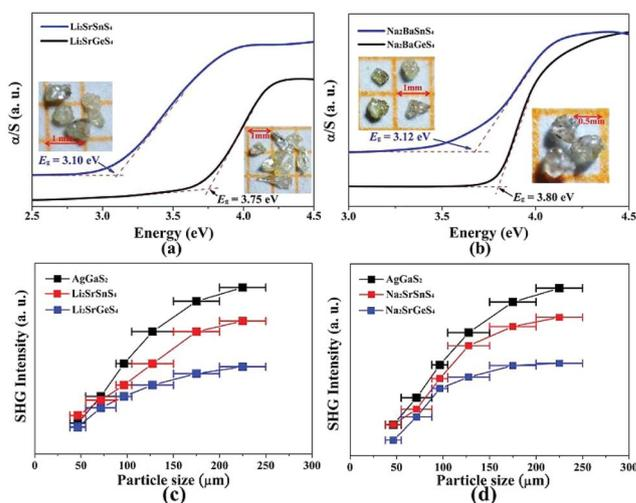 Li₂SrSnS₄
Li₂SrGeS₄
α/S (a. u.)
1 mm
1mm
Eg = 3.10 eV
Eg = 3.75 eV
2.5 3.0 3.5 4.0 4.5
Energy (eV)
(a)
Na₂BaSnS₄
Na₂BaGeS₄
α/S (a. u.)
1mm
0.5mm
Eg = 3.12 eV
Eg = 3.80 eV
3.0 3.5 4.0 4.5
Energy (eV)
(b)
AgGaS₂
Li₂SrSnS₄
Li₂SrGeS₄
SHG Intensity (a. u.)
0 50 100 150 200 250 300
Particle size (μm)
(c)
AgGaS₂
Na₂SrSnS₄
Na₂SrGeS₄
SHG Intensity (a. u.)
0 50 100 150 200 250 300
Particle size (μm)
(d)